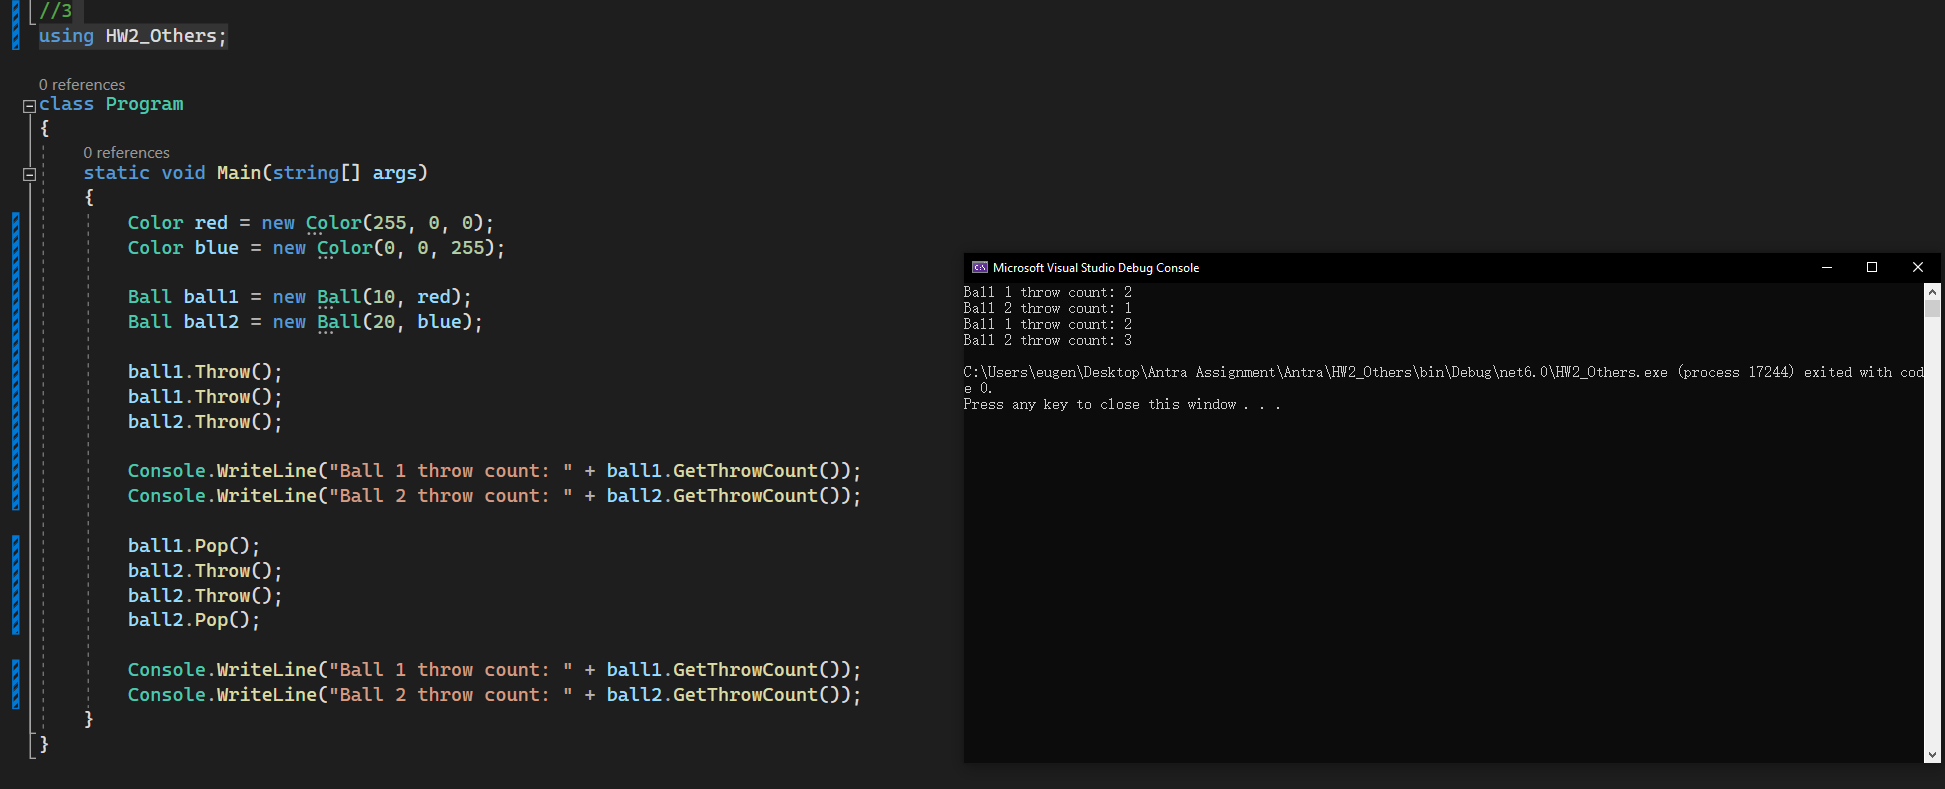 //3
using HW2_Others;
0 references
class Program
{
0 references
static void Main(string[] args)
{
Color red = new Color(255, 0, 0);
Color blue = new Color(0, 0, 255);
Ball ball1 = new Ball(10, red);
Ball ball2 = new Ball(20, blue);
ball1.Throw();
ball1.Throw();
ball2.Throw();
Console.WriteLine("Ball 1 throw count: " + ball1.GetThrowCount());
Console.WriteLine("Ball 2 throw count: " + ball2.GetThrowCount());
ball1.Pop();
ball2.Throw();
ball2.Throw();
ball2.Pop();
Console.WriteLine("Ball 1 throw count: " + ball1.GetThrowCount());
Console.WriteLine("Ball 2 throw count: " + ball2.GetThrowCount());
}
}
Microsoft Visual Studio Debug Console
Ball 1 throw count: 2
Ball 2 throw count: 1
Ball 1 throw count: 2
Ball 2 throw count: 3
C:\Users\eugen\Desktop\Antra Assignment\Antra\HW2_Others\bin\Debug\net6.0\HW2_Others.exe (process 17244) exited with cod
e 0.
Press any key to close this window . . .